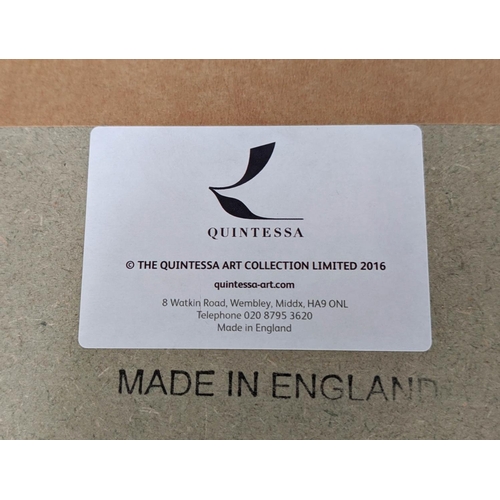 QUINTESSA
© THE QUINTESSA ART COLLECTION LIMITED 2016
quintessa-art.com
8 Watkin Road, Wembley, Middx, HA9 0NL
Telephone 020 8795 3620
Made in England
MADE IN ENGLAND